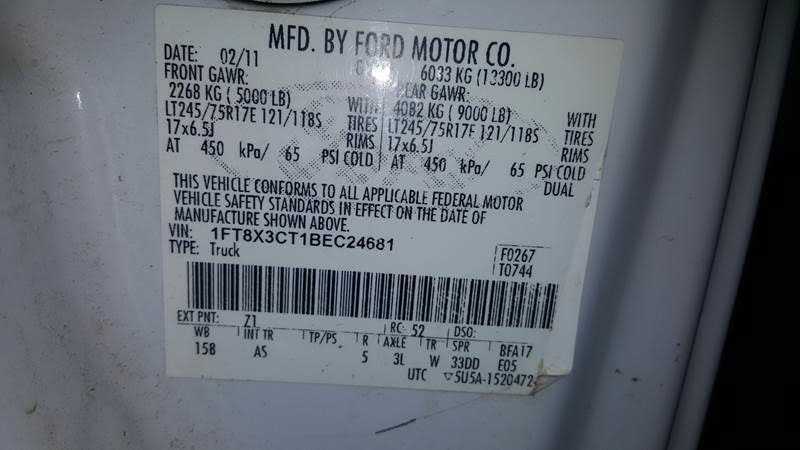 MFD. BY FORD MOTOR CO.
DATE: 02/11 6033 KG (13300 LB)
FRONT GAWR: REAR GAWR:
2268 KG ( 5000 LB) WITH 4082 KG ( 9000 LB) WITH
LT245/75R17E 121/118S TIRES LT245/75R17E 121/118S TIRES
17x6.5J RIMS 17x6.5J RIMS
AT 450 kPa/ 65 PSI COLD AT 450 kPa/ 65 PSI COLD
DUAL
THIS VEHICLE CONFORMS TO ALL APPLICABLE FEDERAL MOTOR
VEHICLE SAFETY STANDARDS IN EFFECT ON THE DATE OF
MANUFACTURE SHOWN ABOVE.
VIN: 1FT8X3CT1BEC24681 F0267
TYPE: Truck T0744
EXT PNT: Z1 RC: 52 DSO:
WB INT TR TP/PS R AXLE TR SPR BFA17
158 AS 5 3L W 33DD E05
UTC ▽5U5A-1520472-